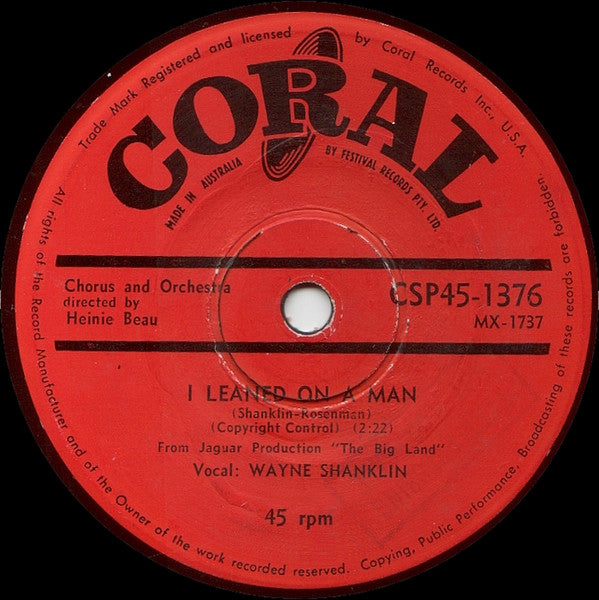 Trade Mark Registered and licensed by Coral Records Inc., U.S.A.
CORAL
MADE IN AUSTRALIA BY FESTIVAL RECORDS PTY. LTD.
Chorus and Orchestra
directed by
Heinie Beau
CSP45-1376
MX-1737
I LEANED ON A MAN
(Shanklin-Rosenman)
(Copyright Control) (2:22)
From Jaguar Production "The Big Land"
Vocal: WAYNE SHANKLIN
45 rpm
All rights of the Record Manufacturer and of the Owner of the work recorded reserved. Copying, Public Performance, Broadcasting of these records are forbidden.